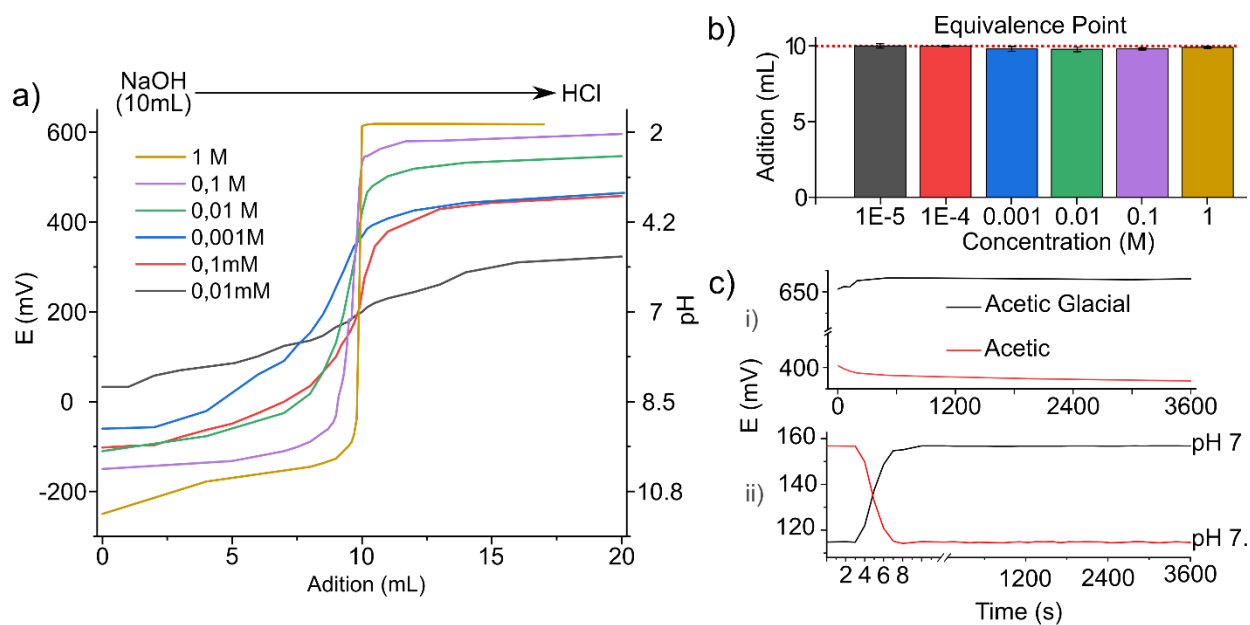 a)
NaOH
(10mL)
HCl
600
400
200
0
-200
E (mV)
1 M
0,1 M
0,01 M
0,001M
0,1mM
0,01mM
2
4.2
7
8.5
10.8
pH
0
5
10
15
20
Adition (mL)
b)
Equivalence Point
10
5
0
Adition (mL)
1E-5
1E-4
0.001
0.01
0.1
1
Concentration (M)
c)
i)
650
400
Acetic Glacial
Acetic
0
1200
2400
3600
E (mV)
ii)
160
140
120
pH 7
pH 7.
2
4
6
8
1200
2400
3600
Time (s)